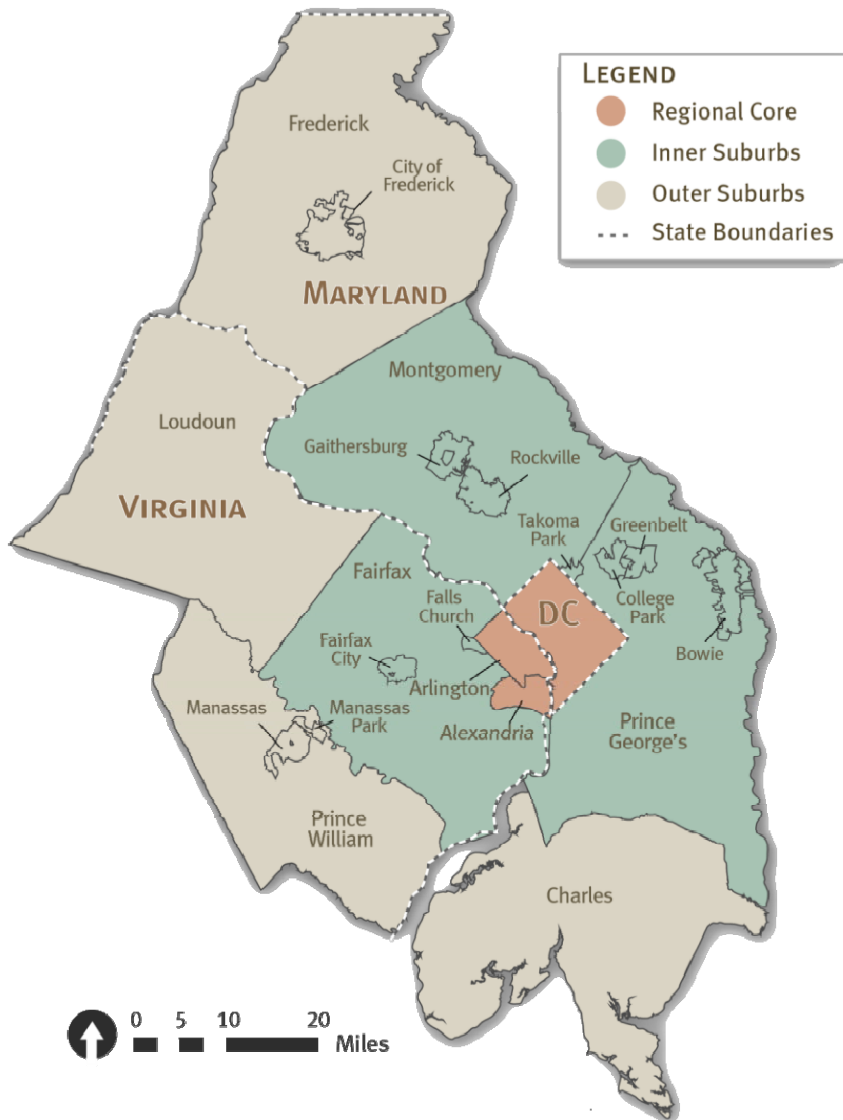 LEGEND
Regional Core
Inner Suburbs
Outer Suburbs
State Boundaries
Frederick
City of
Frederick
MARYLAND
Montgomery
Loudoun
Gaithersburg
Rockville
VIRGINIA
Takoma
Park
Greenbelt
Fairfax
Falls
Church
DC
College
Park
Bowie
Fairfax
City
Arlington
Manassas
Manassas
Park
Alexandria
Prince
George's
Prince
William
Charles
0 5 10 20
Miles